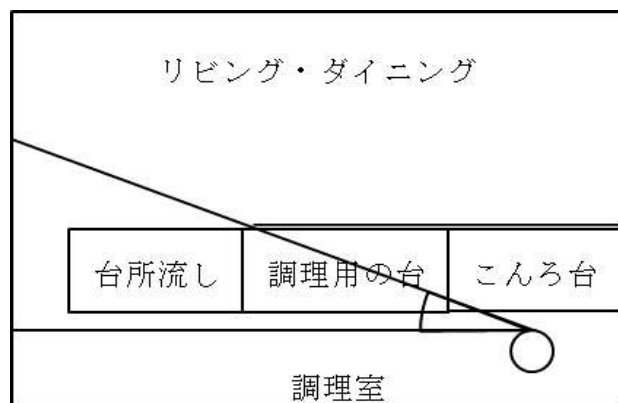 リビング・ダイニング
台所流し
調理用の台
こんろ台
調理室